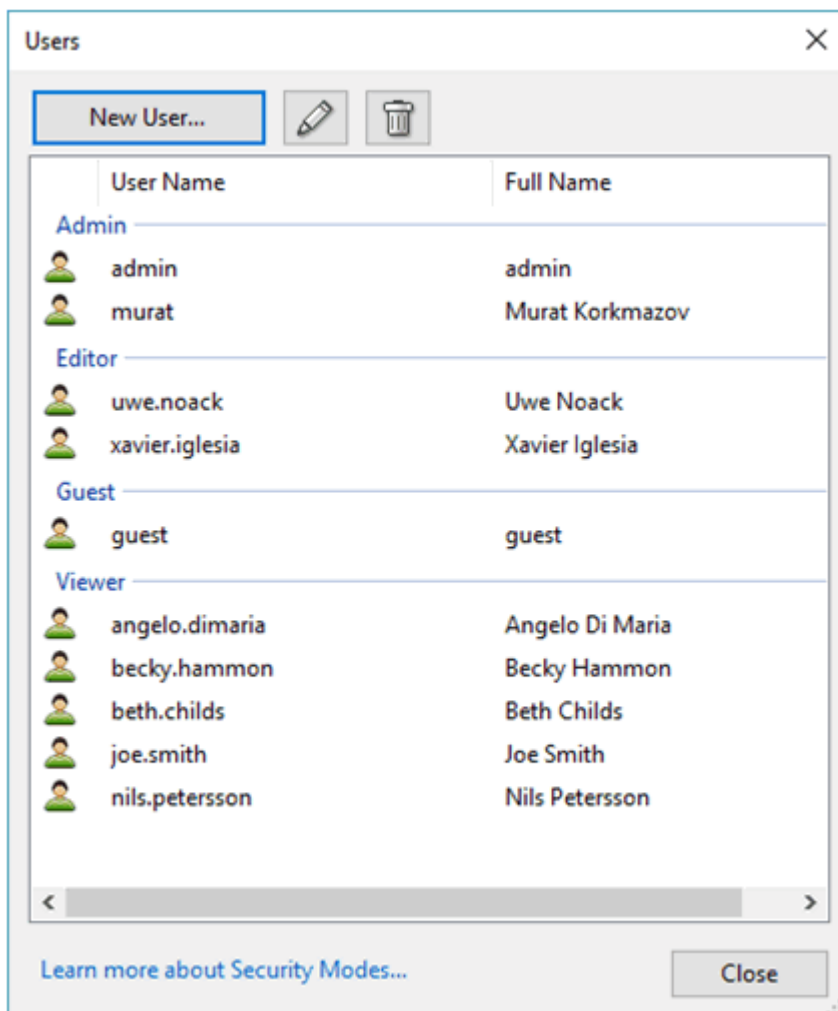 Users
New User...
User Name Full Name
Admin
admin admin
murat Murat Korkmazov
Editor
uwe.noack Uwe Noack
xavier.iglesia Xavier Iglesia
Guest
guest guest
Viewer
angelo.dimaria Angelo Di Maria
becky.hammon Becky Hammon
beth.childs Beth Childs
joe.smith Joe Smith
nils.petersson Nils Petersson
Learn more about Security Modes... Close